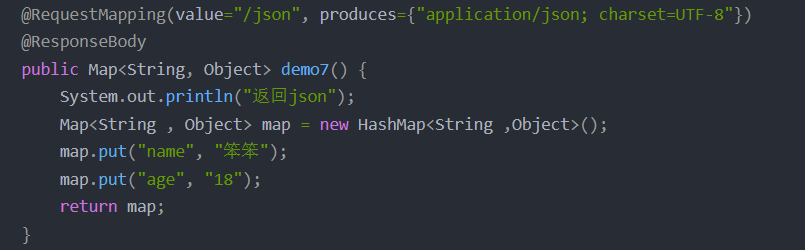 @RequestMapping(value="/json", produces={"application/json; charset=UTF-8"})
@ResponseBody
public Map<String, Object> demo7() {
    System.out.println("返回json");
    Map<String , Object> map = new HashMap<String ,Object>();
    map.put("name", "笨笨");
    map.put("age", "18");
    return map;
}